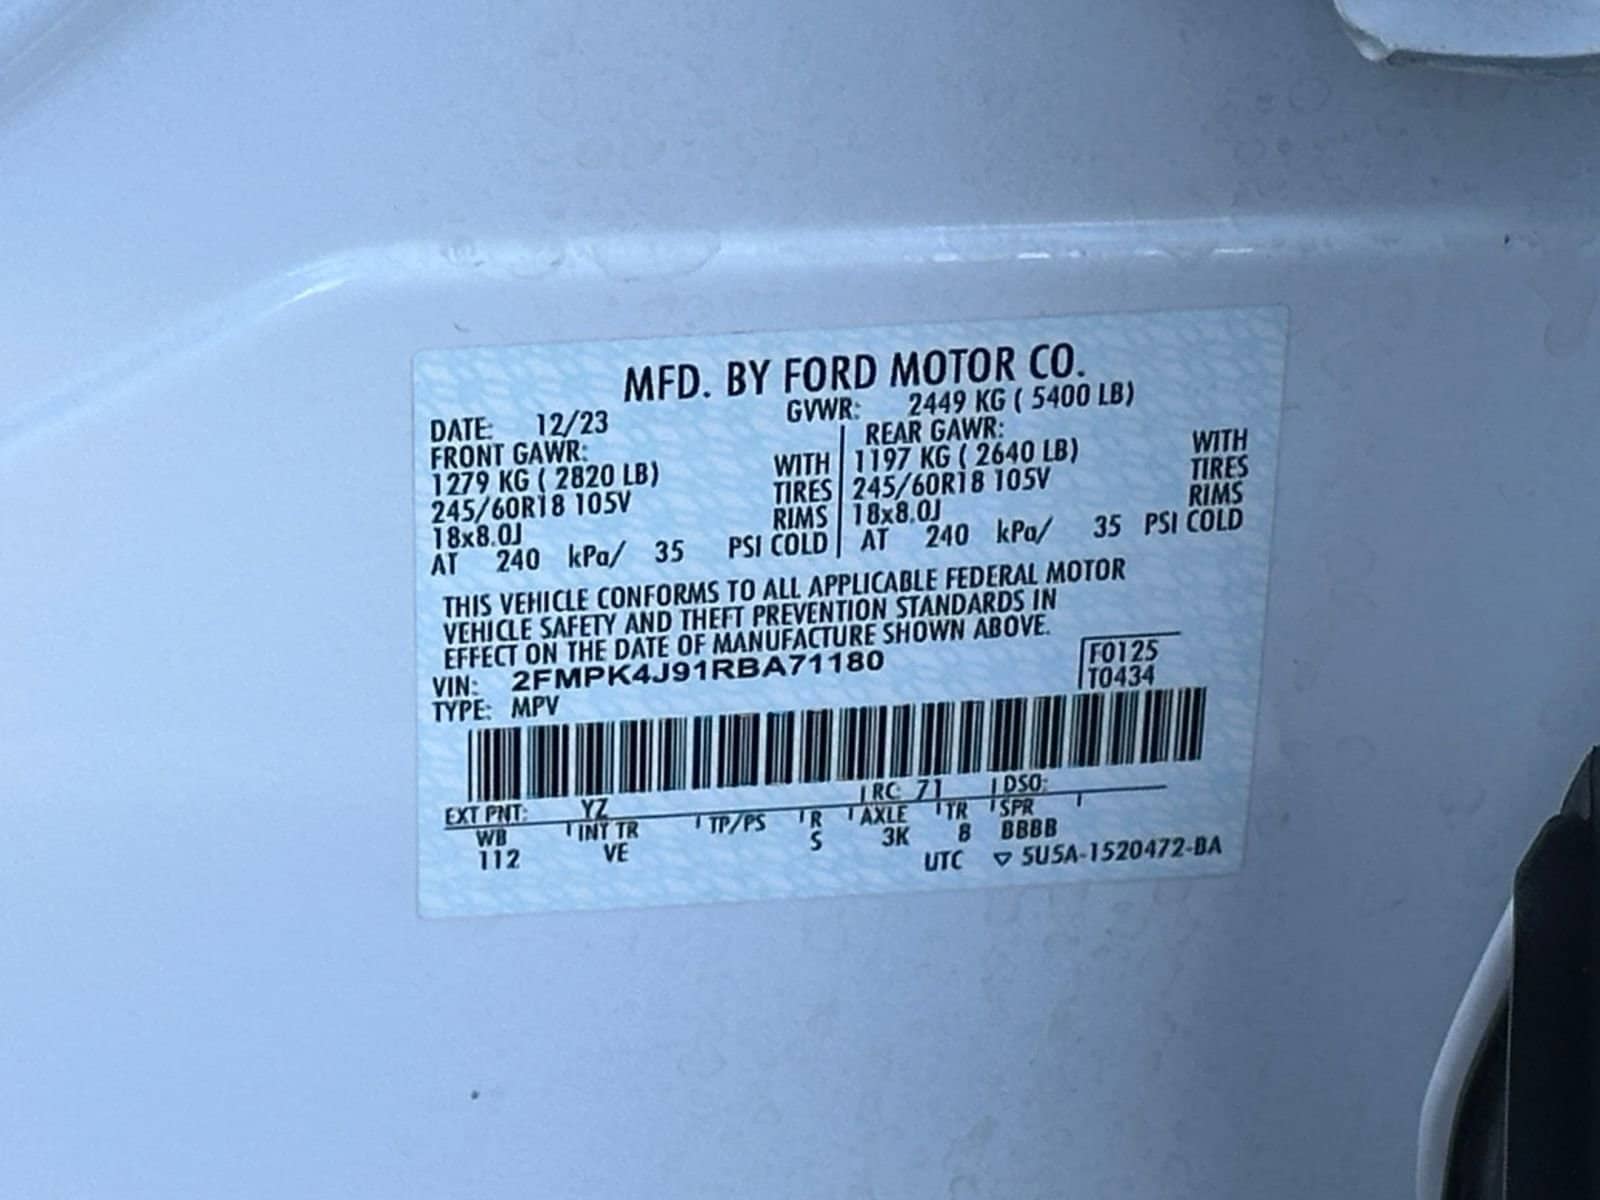 MFD. BY FORD MOTOR CO.
DATE: 12/23 GVWR: 2449 KG ( 5400 LB)
FRONT GAWR: REAR GAWR:
1279 KG ( 2820 LB) WITH 1197 KG ( 2640 LB) WITH
245/60R18 105V TIRES 245/60R18 105V TIRES
18x8.0J RIMS 18x8.0J RIMS
AT 240 kPa/ 35 PSI COLD AT 240 kPa/ 35 PSI COLD
THIS VEHICLE CONFORMS TO ALL APPLICABLE FEDERAL MOTOR
VEHICLE SAFETY AND THEFT PREVENTION STANDARDS IN
EFFECT ON THE DATE OF MANUFACTURE SHOWN ABOVE.
VIN: 2FMPK4J91RBA71180 F0125
TYPE: MPV T0434
EXT PNT: YZ RC: 71 DSO:
WB INT TR TP/PS R AXLE TR SPR
112 VE S 3K 8 BBBB
UTC ▽ 5U5A-1520472-BA